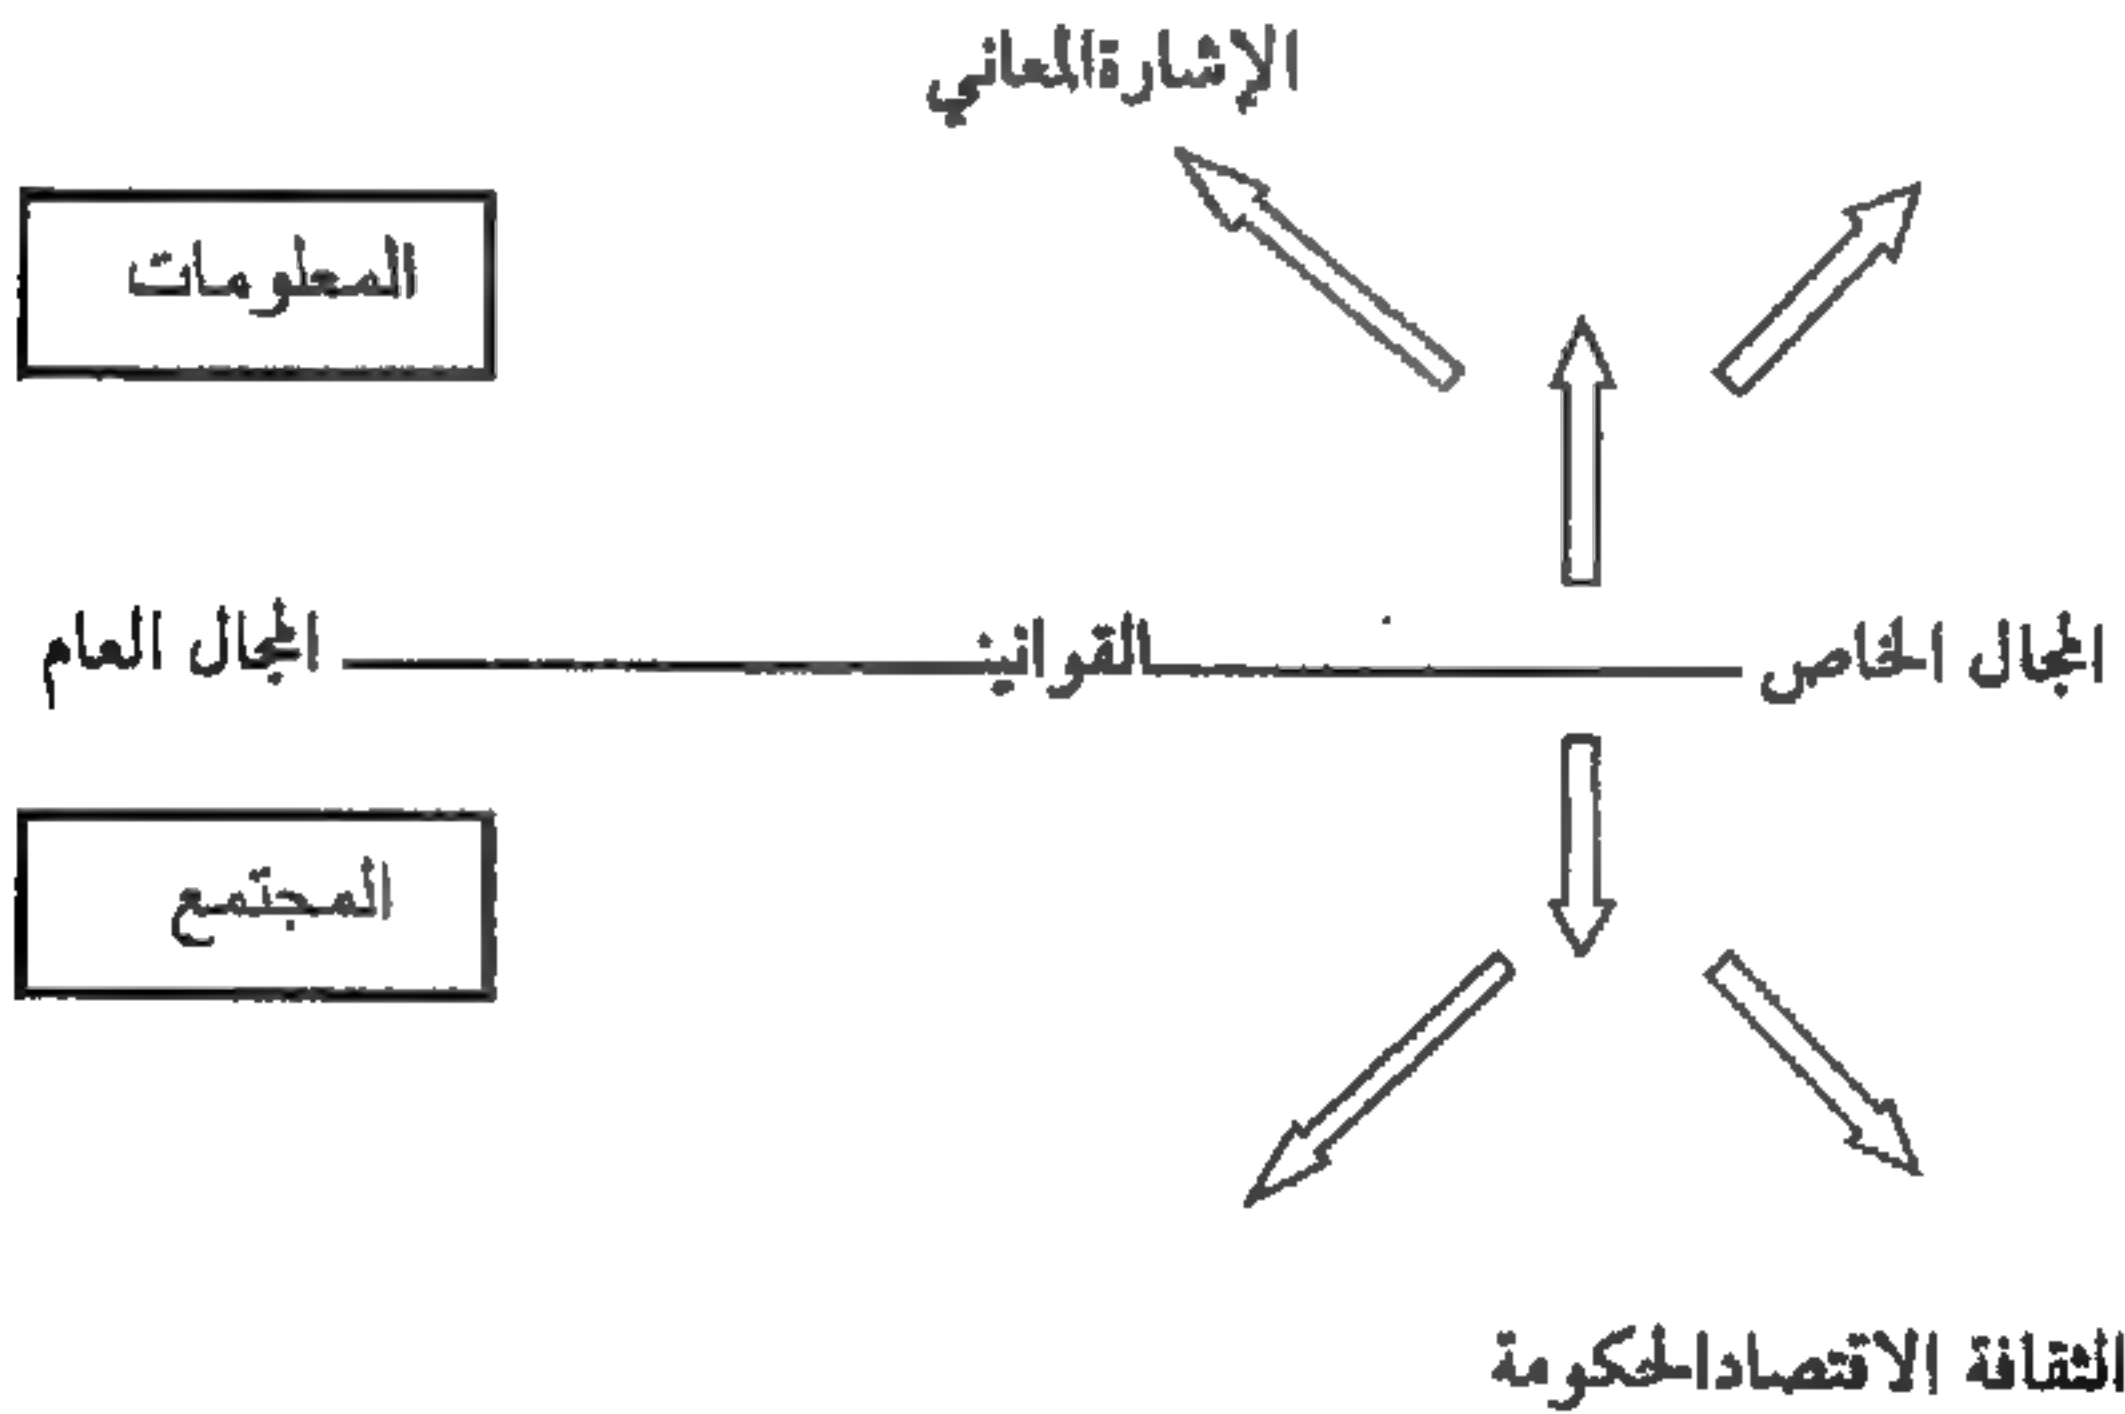 الإشارةالمعاني
المعلومات
المجال الخاص القوانين المجال العام
المجتمع
الثقافة الاقتصادالحكومة